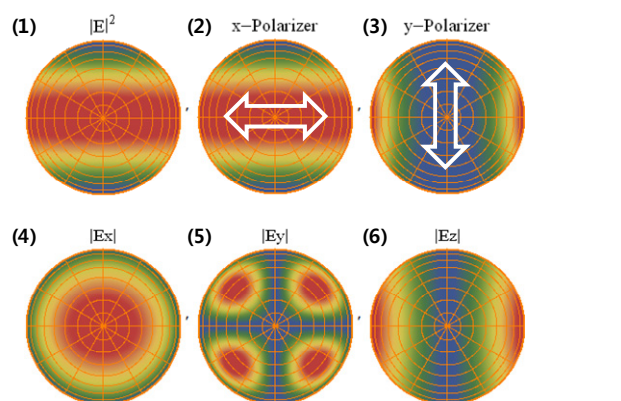 (1) |E|²
(2) x−Polarizer
(3) y−Polarizer
(4) |Ex|
(5) |Ey|
(6) |Ez|